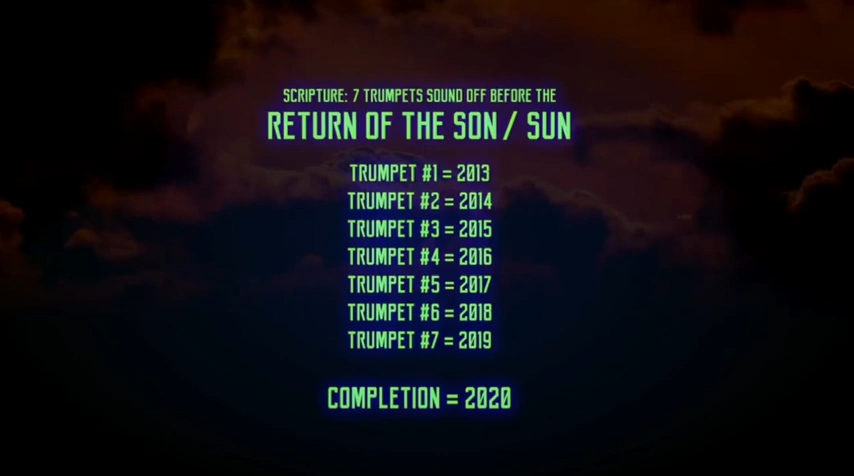 SCRIPTURE: 7 TRUMPETS SOUND OFF BEFORE THE
RETURN OF THE SON / SUN
TRUMPET #1 = 2013
TRUMPET #2 = 2014
TRUMPET #3 = 2015
TRUMPET #4 = 2016
TRUMPET #5 = 2017
TRUMPET #6 = 2018
TRUMPET #7 = 2019
COMPLETION = 2020